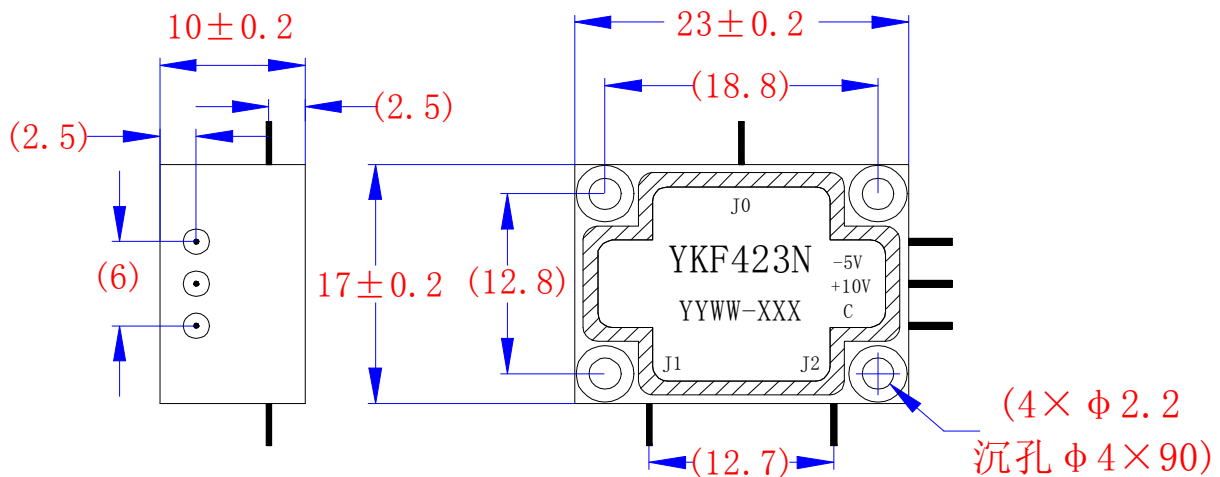 10±0.2
(2.5)
(2.5)
(6)
17±0.2
23±0.2
(18.8)
(12.8)
J0
YKF423N
YYWW-XXX
-5V
+10V
C
J1
J2
(12.7)
(4×φ2.2
沉孔φ4×90)